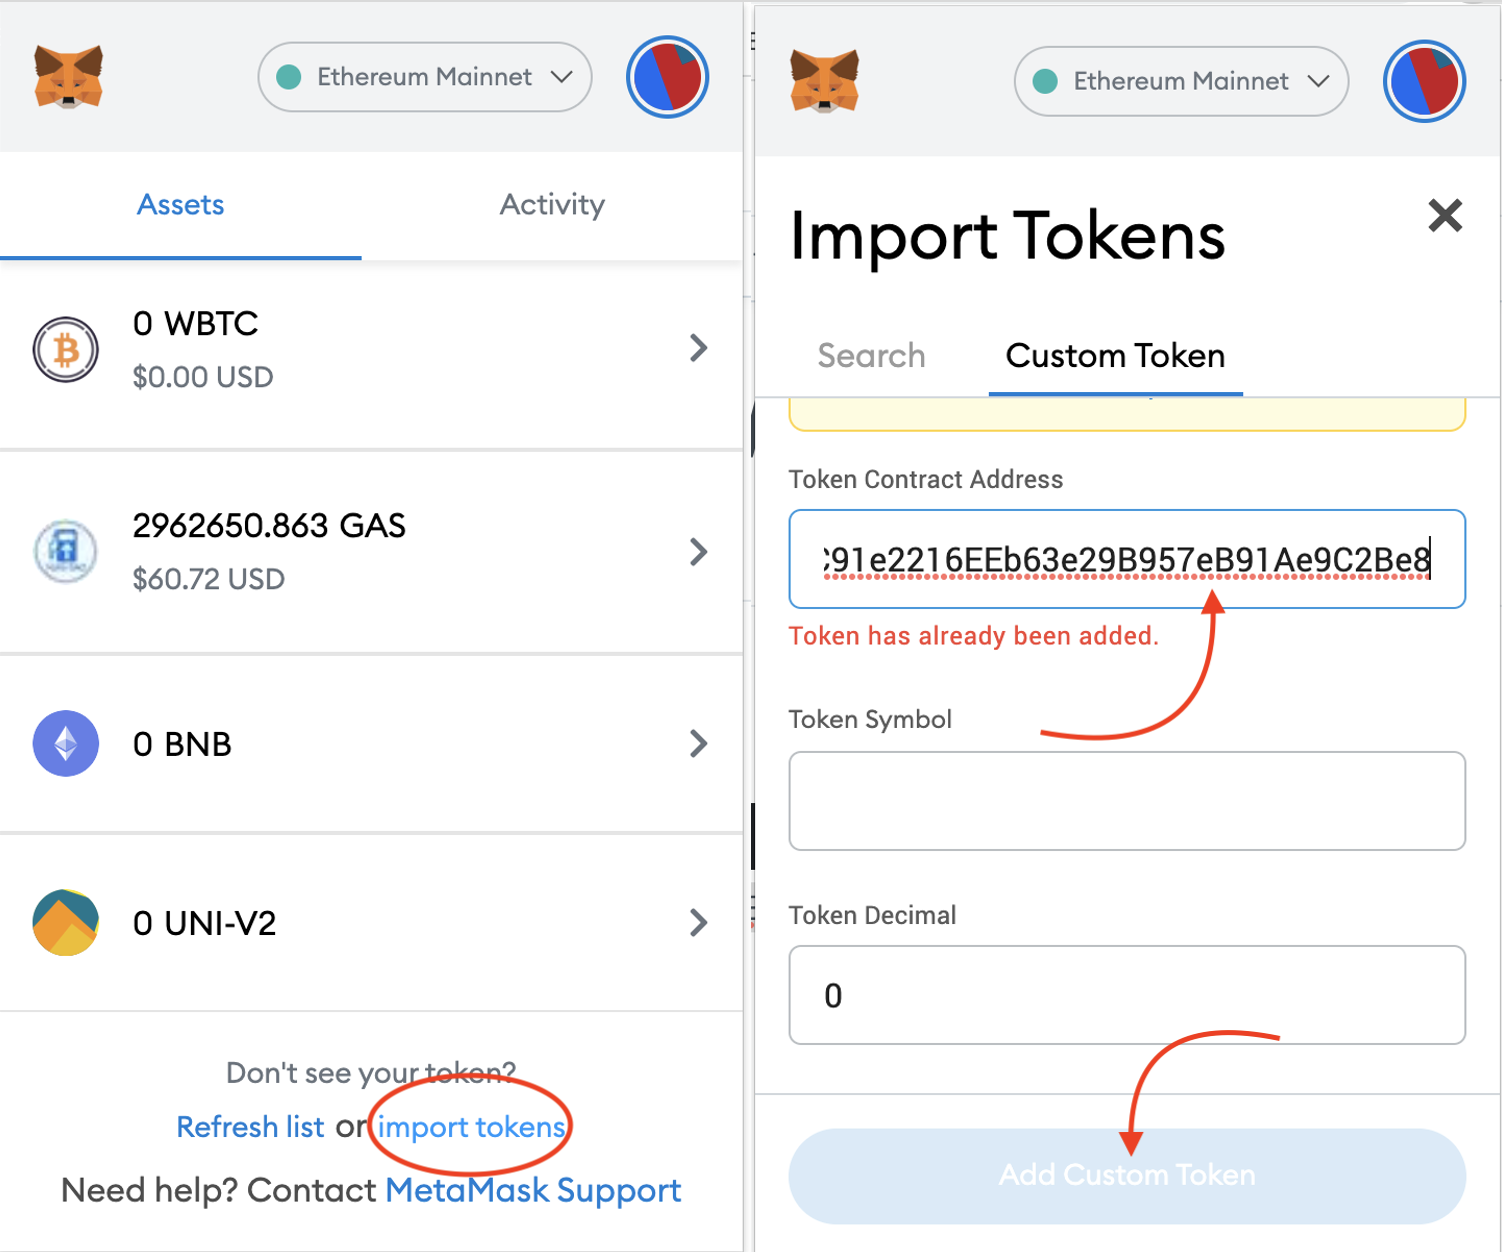 Ethereum Mainnet
Assets
Activity
0 WBTC
$0.00 USD
2962650.863 GAS
$60.72 USD
0 BNB
0 UNI-V2
Don't see your token?
Refresh list or import tokens
Need help? Contact MetaMask Support
Ethereum Mainnet
Import Tokens
Search
Custom Token
Token Contract Address
91e2216EEb63e29B957eB91Ae9C2Be8
Token has already been added.
Token Symbol
Token Decimal
0
Add Custom Token